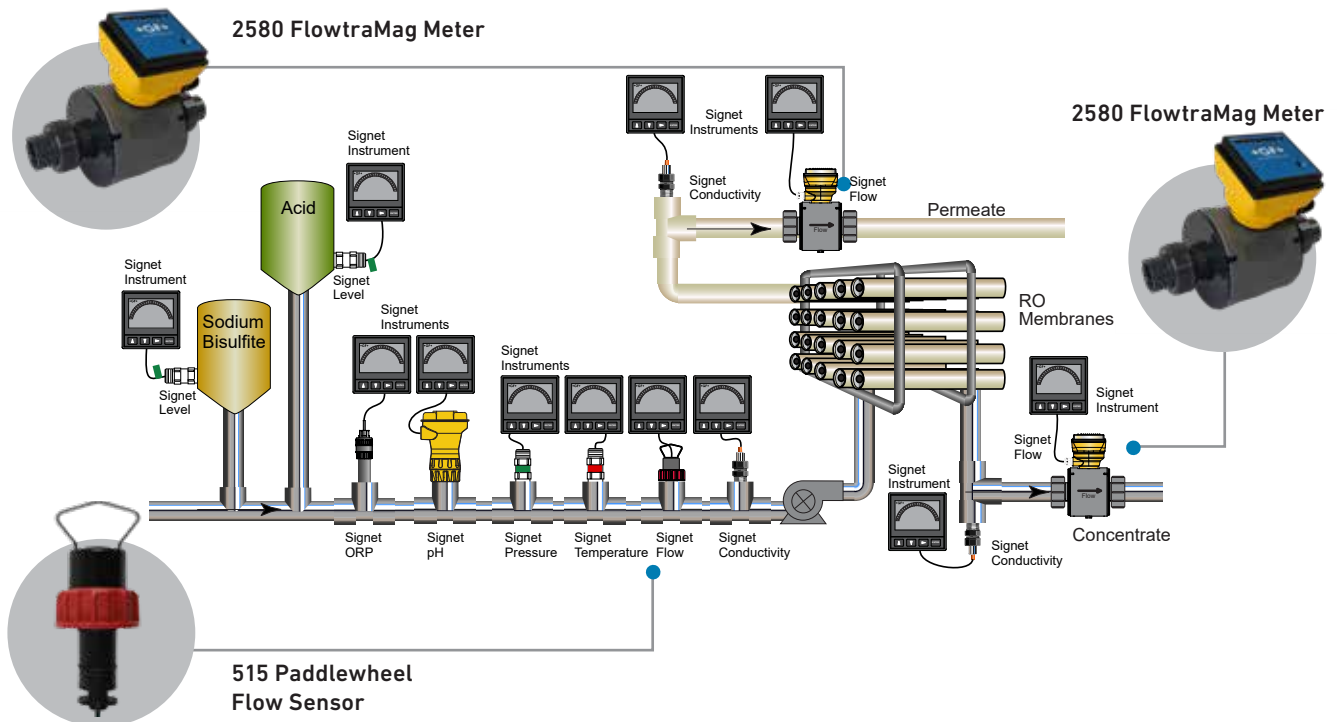 2580 FlowtraMag Meter
2580 FlowtraMag Meter
Signet
Instruments
Signet
Conductivity
Signet
Flow
Flow
Permeate
Signet
Instrument
Acid
Signet
Level
Signet
Instrument
Sodium
Bisulfite
Signet
Level
Signet
Instruments
Signet
Instruments
RO
Membranes
Signet
Instrument
Signet
Flow
Flow
Signet
Instrument
Concentrate
Signet
Conductivity
Signet
ORP
Signet
pH
Signet
Pressure
Signet
Temperature
Signet
Flow
Signet
Conductivity
515 Paddlewheel
Flow Sensor
+GF+
+GF+